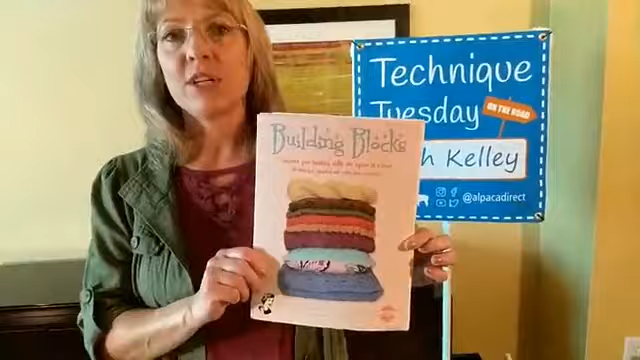 Technique
Tuesday
ON THE ROAD
h Kelley
@alpacadirect
Building Blocks